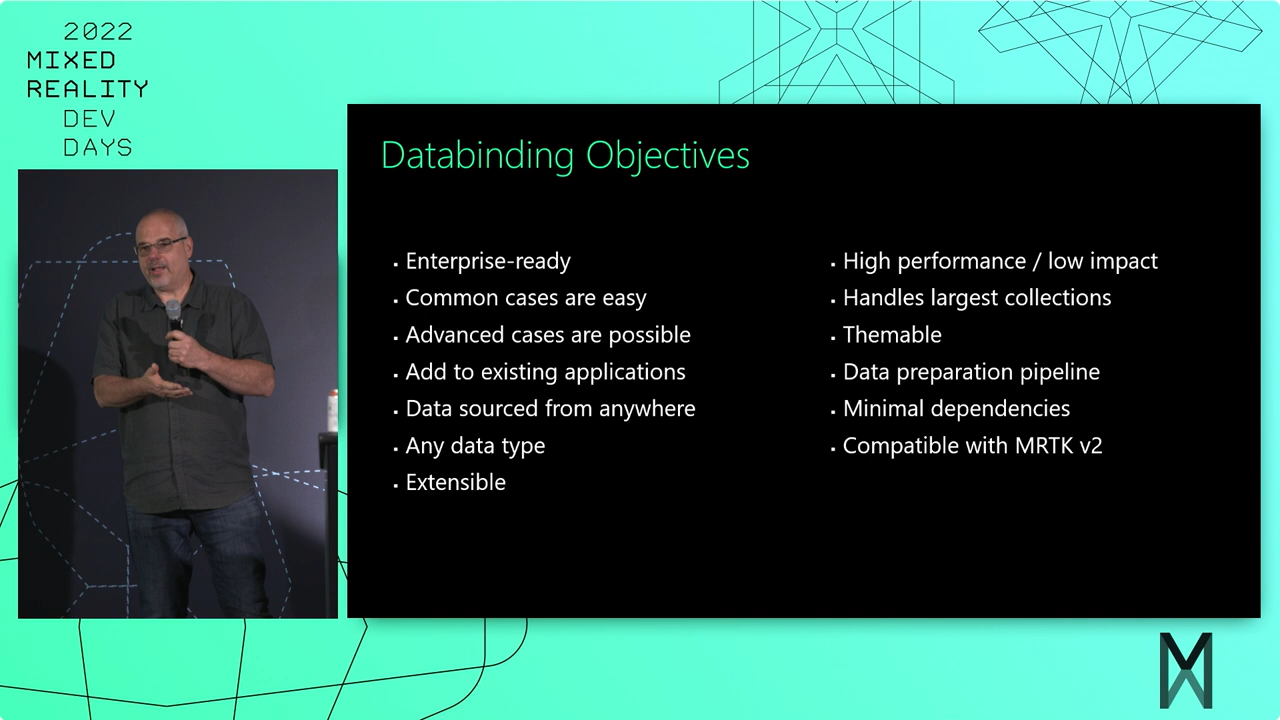 2022
MIXED
REALITY
DEV
DAYS
Databinding Objectives
Enterprise-ready
Common cases are easy
Advanced cases are possible
Add to existing applications
Data sourced from anywhere
Any data type
Extensible
High performance / low impact
Handles largest collections
Themable
Data preparation pipeline
Minimal dependencies
Compatible with MRTK v2